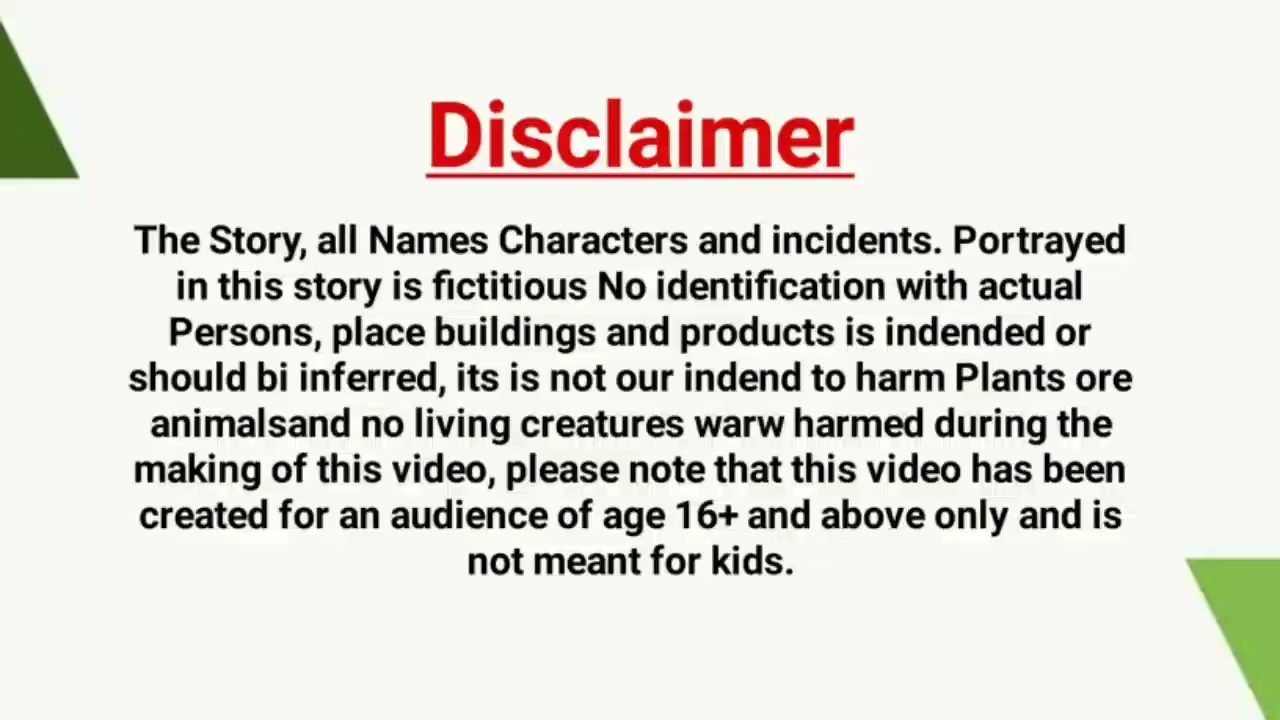 Disclaimer
The Story, all Names Characters and incidents. Portrayed
in this story is fictitious No identification with actual
Persons, place buildings and products is indended or
should bi inferred, its is not our indend to harm Plants ore
animalsand no living creatures warw harmed during the
making of this video, please note that this video has been
created for an audience of age 16+ and above only and is
not meant for kids.